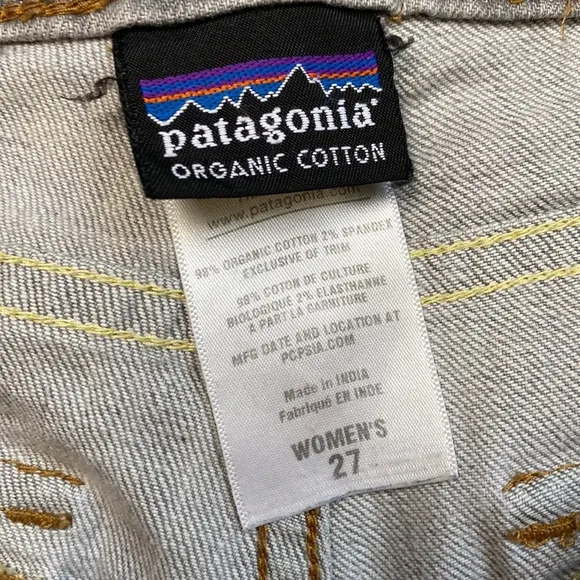 patagonia®
ORGANIC COTTON
www.patagonia.com
98% ORGANIC COTTON 2% SPANDEX
EXCLUSIVE OF TRIM
98% COTON DE CULTURE
BIOLOGIQUE 2% ELASTHANNE
A PART LA GARNITURE
MFG DATE AND LOCATION AT
PCPSIA.COM
Made in INDIA
Fabriqué EN INDE
WOMEN'S
27